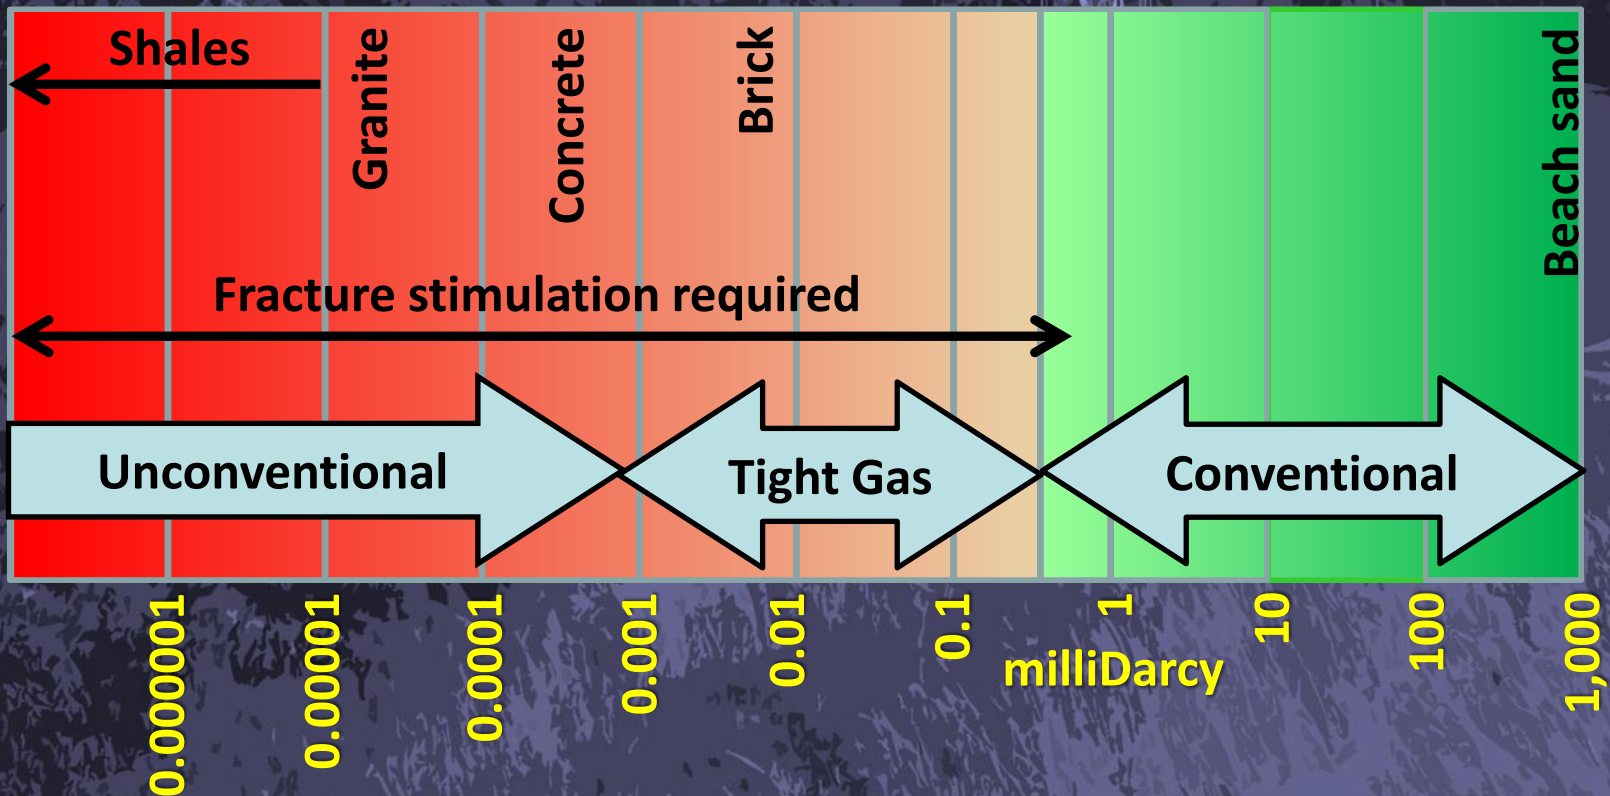 Shales
Granite
Concrete
Brick
Beach sand
Fracture stimulation required
Unconventional
Tight Gas
Conventional
0.000001
0.00001
0.0001
0.001
0.01
0.1
1
10
100
1,000
milliDarcy